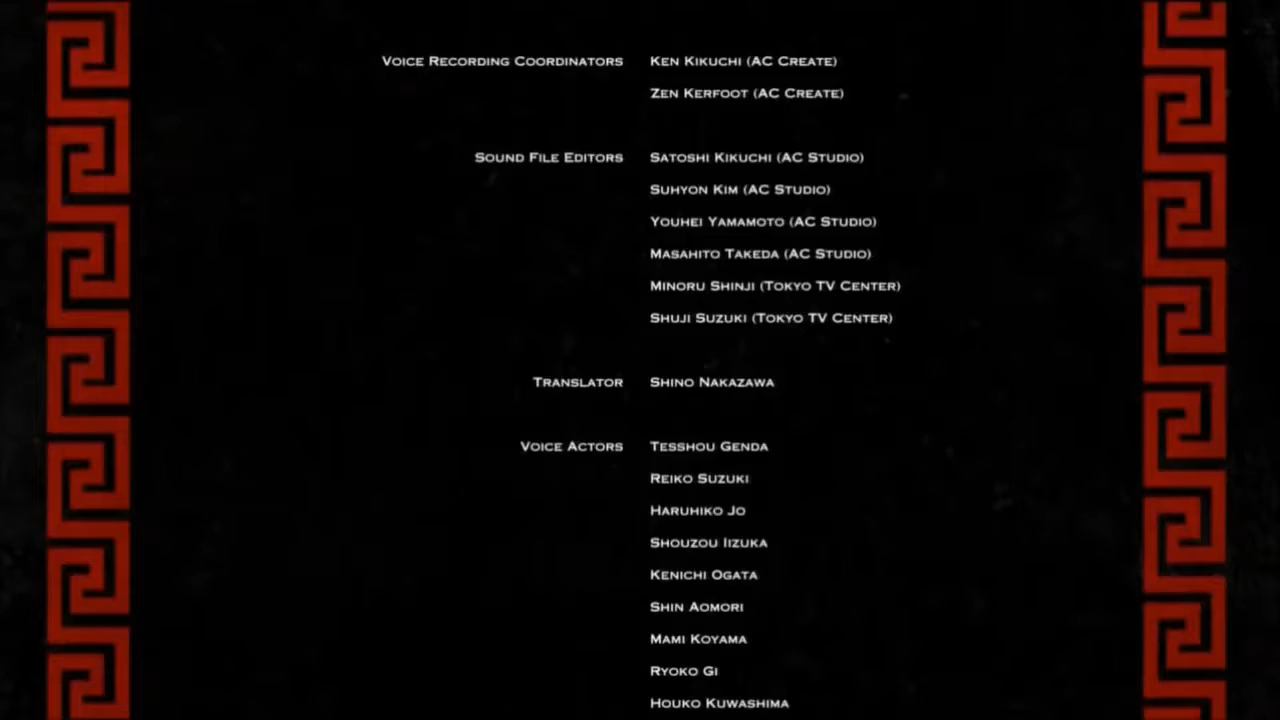 Voice Recording Coordinators Ken Kikuchi (AC Create)
Zen Kerfoot (AC Create)
Sound File Editors Satoshi Kikuchi (AC Studio)
Suhyon Kim (AC Studio)
Youhei Yamamoto (AC Studio)
Masahito Takeda (AC Studio)
Minoru Shinji (Tokyo TV Center)
Shuji Suzuki (Tokyo TV Center)
Translator Shino Nakazawa
Voice Actors Tesshou Genda
Reiko Suzuki
Haruhiko Jo
Shouzou Iizuka
Kenichi Ogata
Shin Aomori
Mami Koyama
Ryoko Gi
Houko Kuwashima